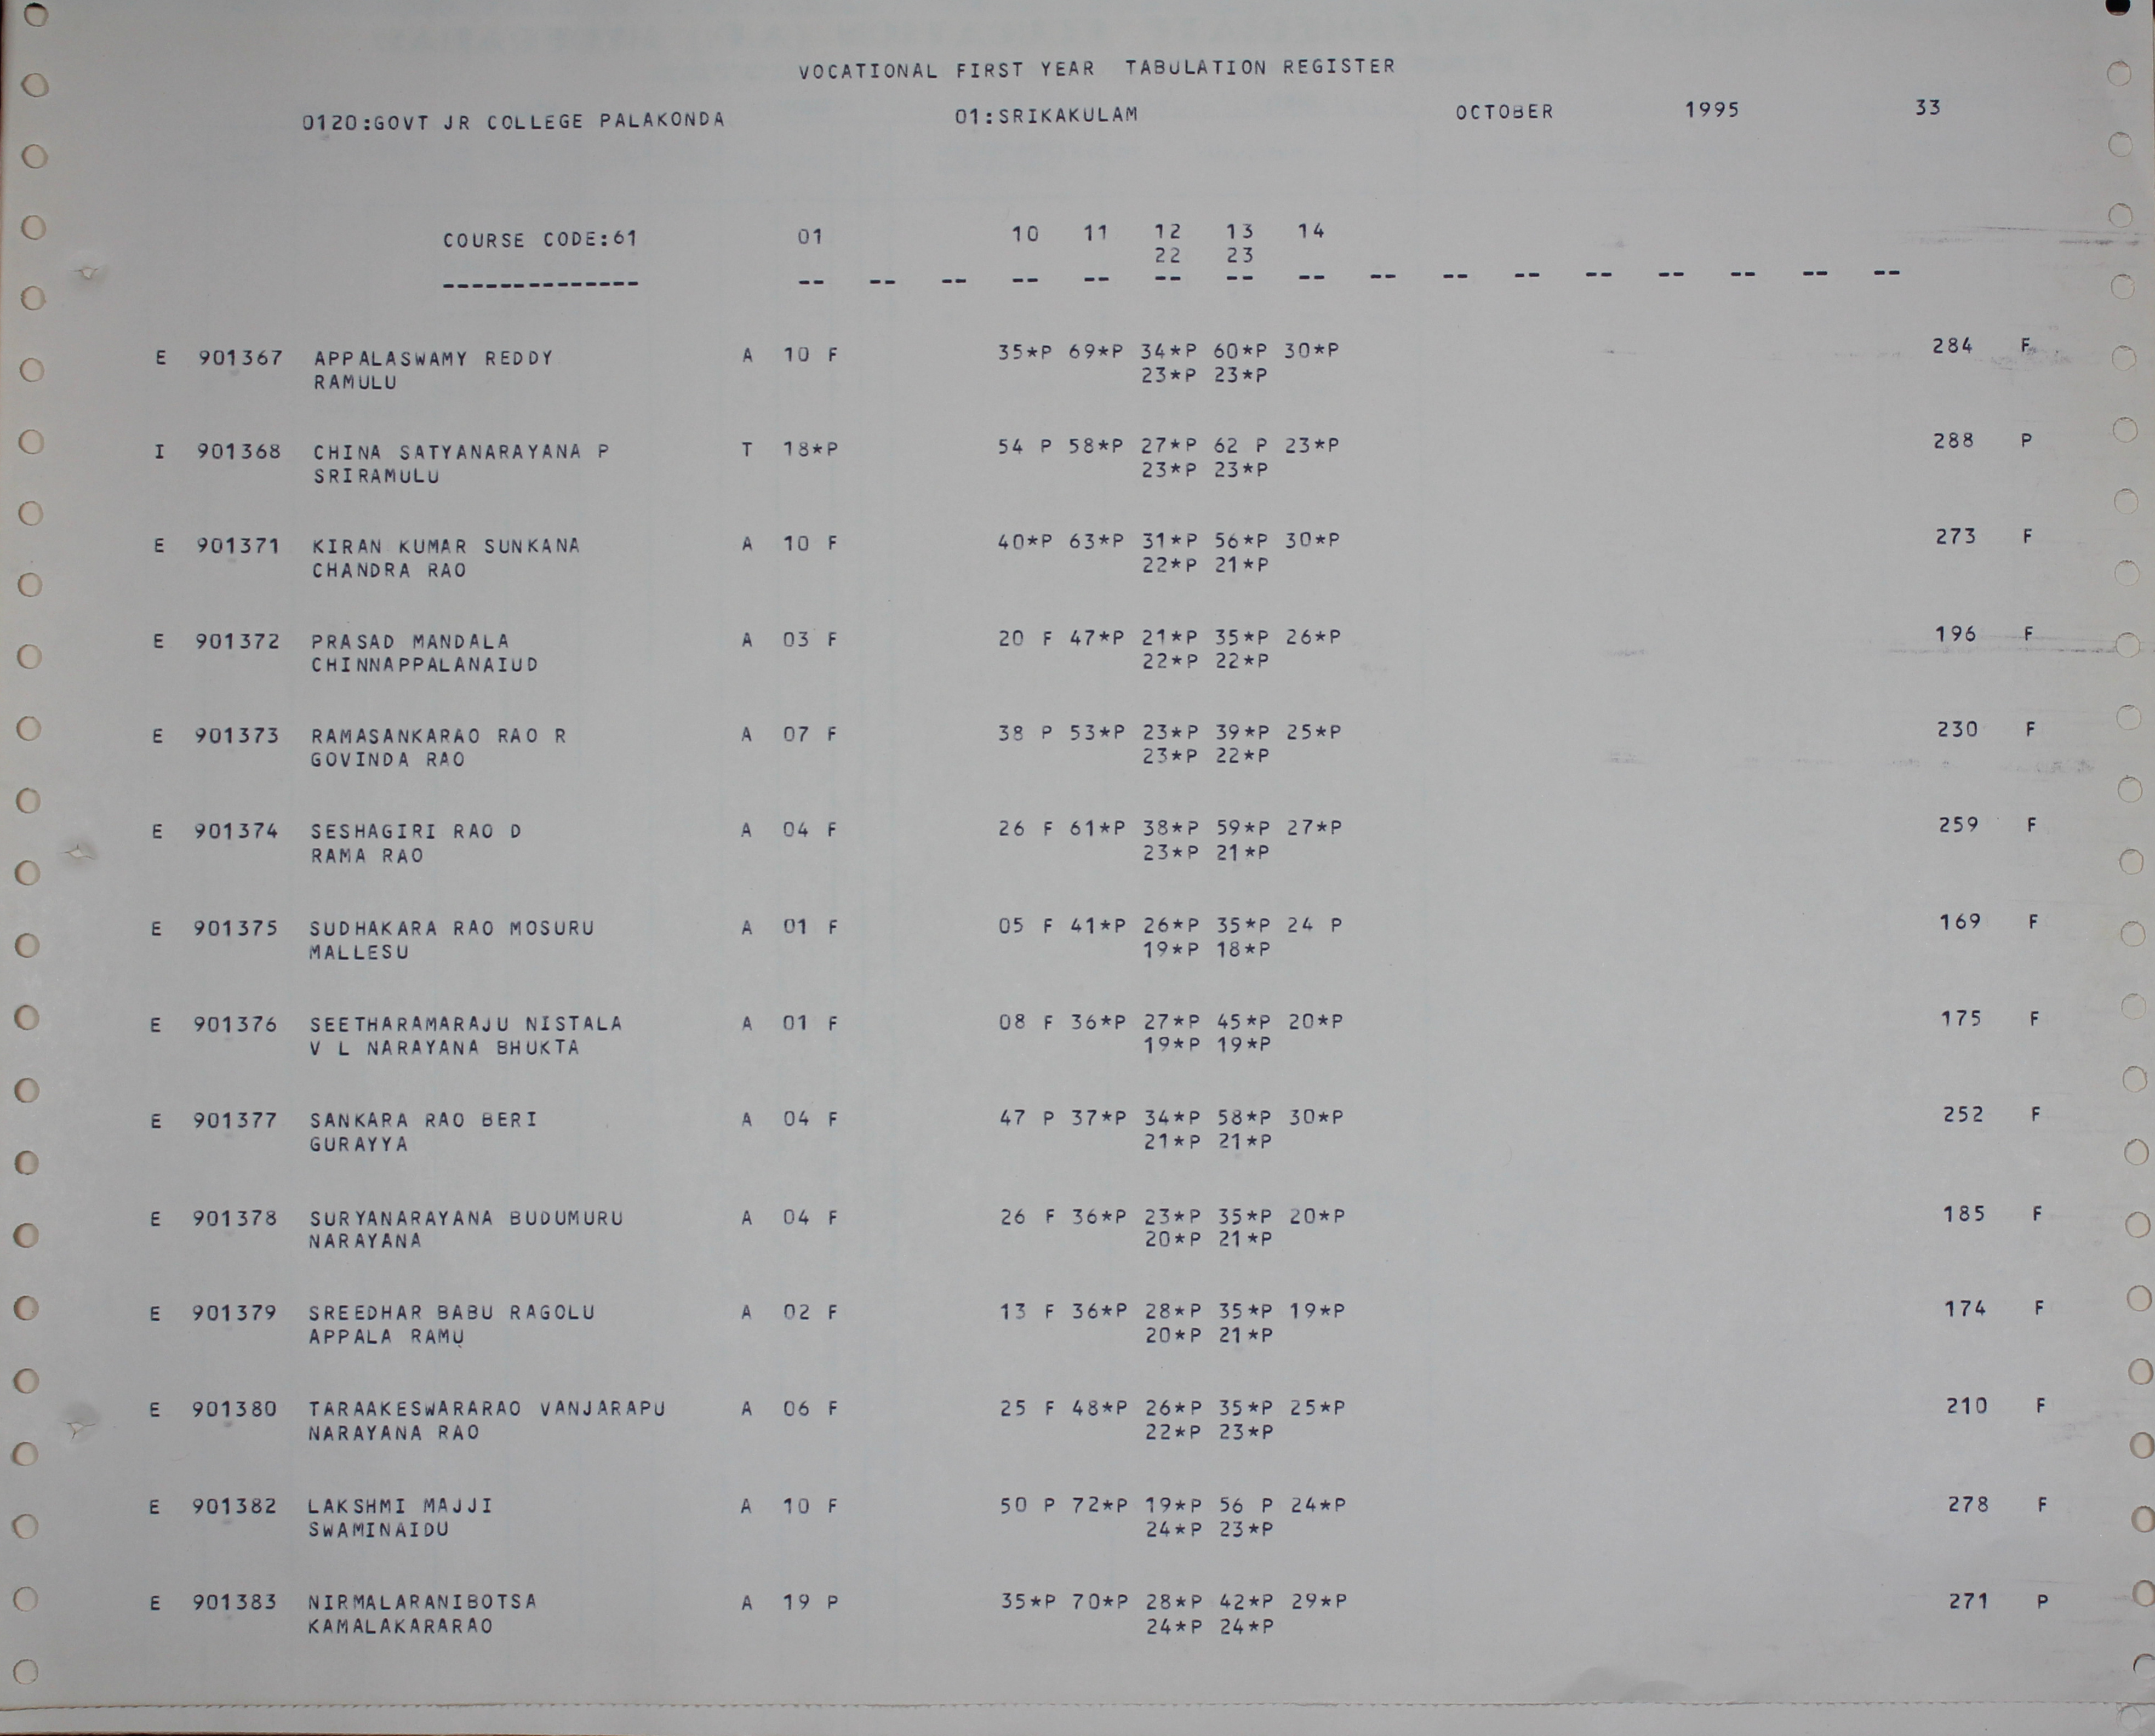 VOCATIONAL FIRST YEAR TABULATION REGISTER
0120:GOVT JR COLLEGE PALAKONDA 01:SRIKAKULAM OCTOBER 1995 33
COURSE CODE:61 01 10 11 12 13 14
22 23
-------------- -- -- -- -- -- -- -- -- -- -- -- -- -- -- -- --
E 901367 APPALASWAMY REDDY A 10 F 35*P 69*P 34*P 60*P 30*P 284 F
RAMULU 23*P 23*P
I 901368 CHINA SATYANARAYANA P T 18*P 54 P 58*P 27*P 62 P 23*P 288 P
SRIRAMULU 23*P 23*P
E 901371 KIRAN KUMAR SUNKANA A 10 F 40*P 63*P 31*P 56*P 30*P 273 F
CHANDRA RAO 22*P 21*P
E 901372 PRASAD MANDALA A 03 F 20 F 47*P 21*P 35*P 26*P 196 F
CHINNAPPALANAIUD 22*P 22*P
E 901373 RAMASANKARAO RAO R A 07 F 38 P 53*P 23*P 39*P 25*P 230 F
GOVINDA RAO 23*P 22*P
E 901374 SESHAGIRI RAO D A 04 F 26 F 61*P 38*P 59*P 27*P 259 F
RAMA RAO 23*P 21*P
E 901375 SUDHAKARA RAO MOSURU A 01 F 05 F 41*P 26*P 35*P 24 P 169 F
MALLESU 19*P 18*P
E 901376 SEETHARAMARAJU NISTALA A 01 F 08 F 36*P 27*P 45*P 20*P 175 F
V L NARAYANA BHUKTA 19*P 19*P
E 901377 SANKARA RAO BERI A 04 F 47 P 37*P 34*P 58*P 30*P 252 F
GURAYYA 21*P 21*P
E 901378 SURYANARAYANA BUDUMURU A 04 F 26 F 36*P 23*P 35*P 20*P 185 F
NARAYANA 20*P 21*P
E 901379 SREEDHAR BABU RAGOLU A 02 F 13 F 36*P 28*P 35*P 19*P 174 F
APPALA RAMU 20*P 21*P
E 901380 TARAAKESWARARAO VANJARAPU A 06 F 25 F 48*P 26*P 35*P 25*P 210 F
NARAYANA RAO 22*P 23*P
E 901382 LAKSHMI MAJJI A 10 F 50 P 72*P 19*P 56 P 24*P 278 F
SWAMINAIDU 24*P 23*P
E 901383 NIRMALARANIBOTSA A 19 P 35*P 70*P 28*P 42*P 29*P 271 P
KAMALAKARARAO 24*P 24*P